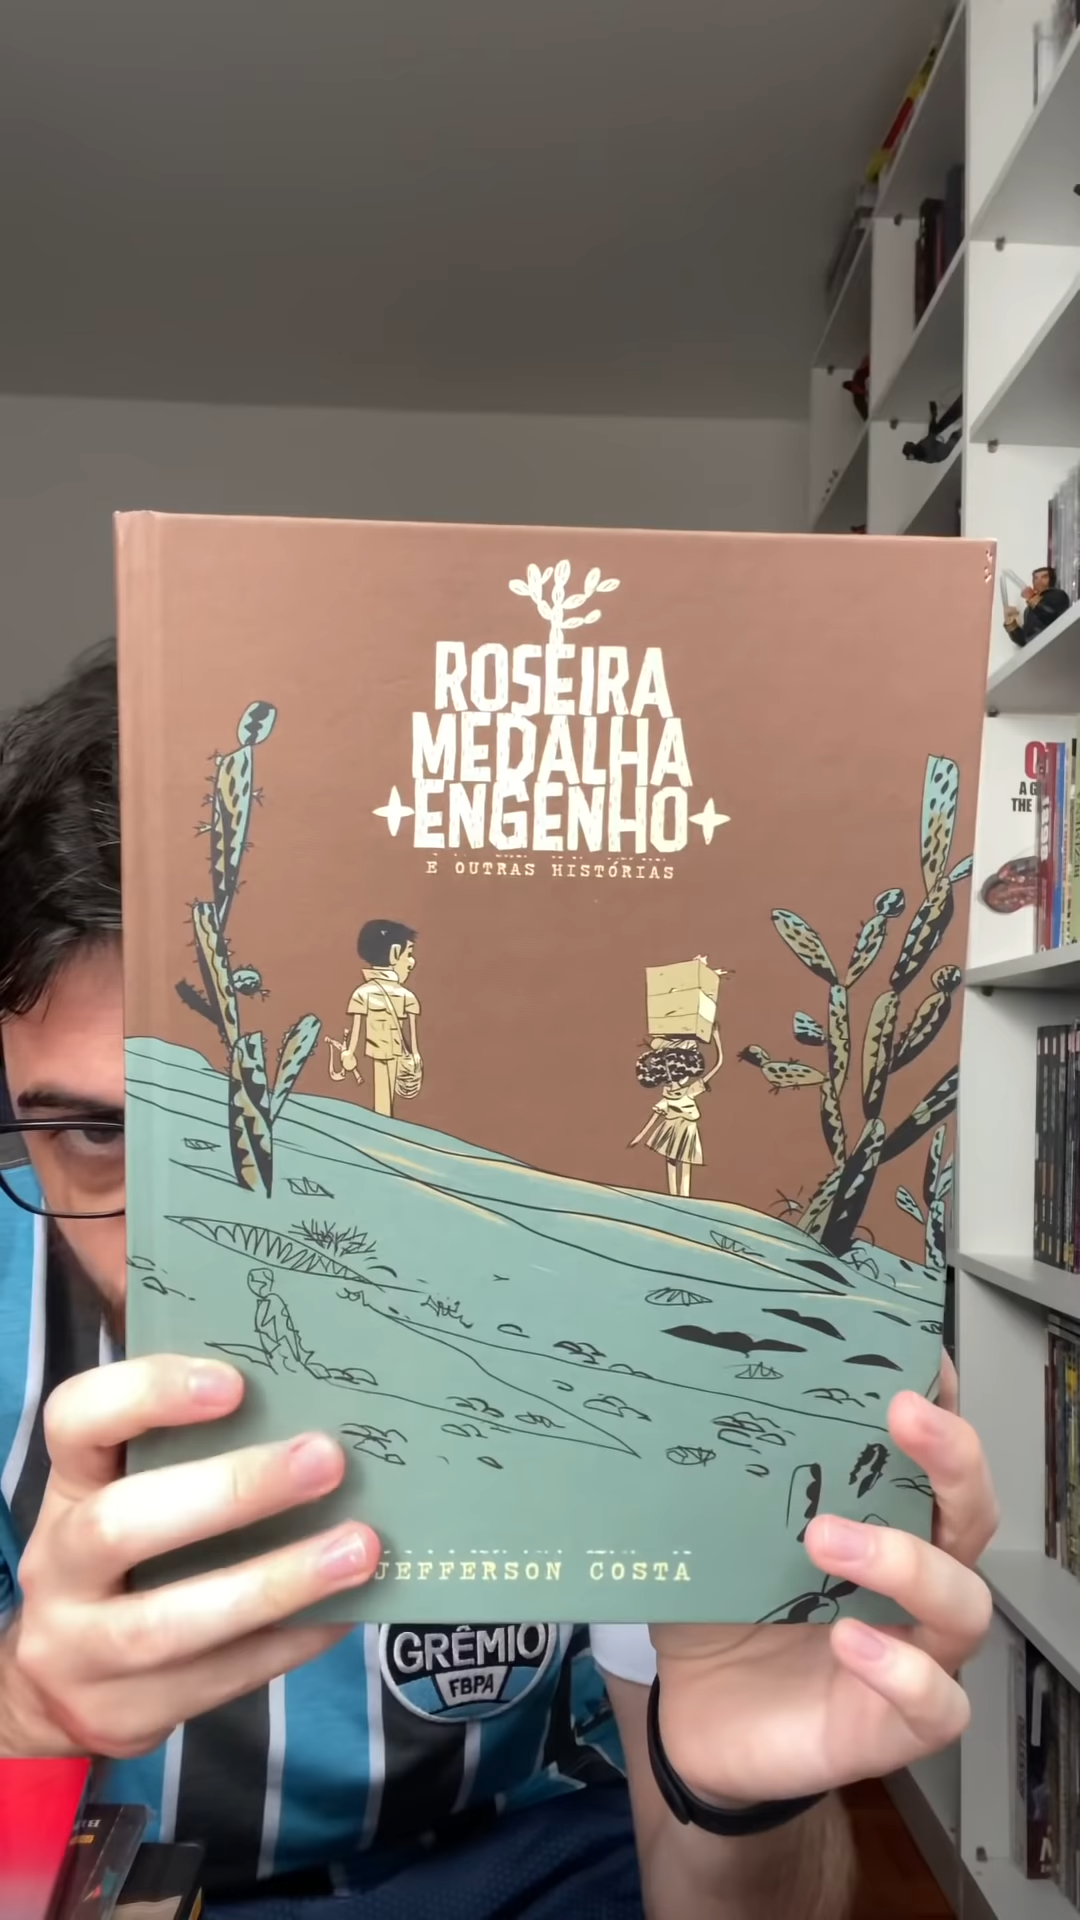 ROSEIRA
MEDALHA
ENGENHO
E OUTRAS HISTÓRIAS
JEFFERSON COSTA
GRÊMIO
FBPA